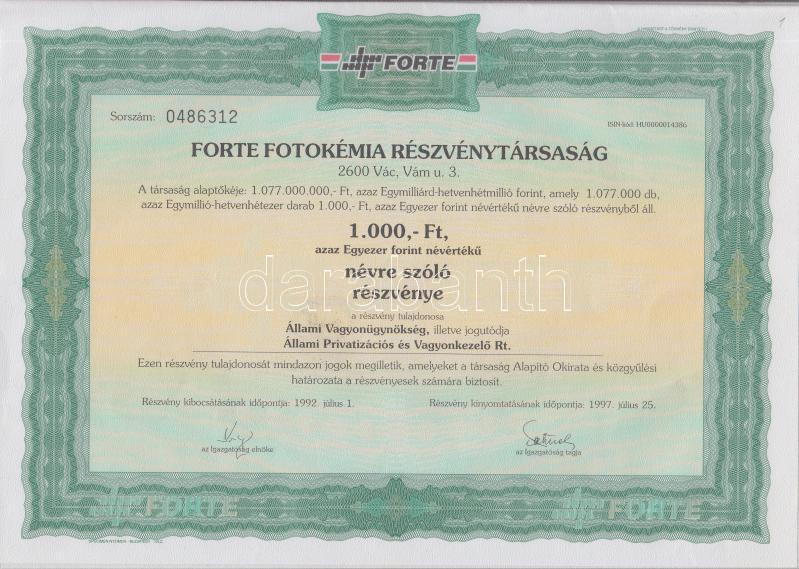 FORTE
Sorszám: 0486312
ISIN-kód: HU0000014386
FORTE FOTOKÉMIA RÉSZVÉNYTÁRSASÁG
2600 Vác, Vám u. 3.
A társaság alaptőkéje: 1.077.000.000,- Ft, azaz Egymilliárd-hetvenhétmillió forint, amely 1.077.000 db,
azaz Egymillió-hetvenhétezer darab 1.000,- Ft, azaz Egyezer forint névértékű névre szóló részvényből áll.
1.000,- Ft,
azaz Egyezer forint névértékű
névre szóló
darabanth
részvénye
a részvény tulajdonosa
Állami Vagyonügynökség, illetve jogutódja
Állami Privatizációs és Vagyonkezelő Rt.
Ezen részvény tulajdonosát mindazon jogok megilletik, amelyeket a társaság Alapító Okirata és közgyűlési
határozata a részvényesek számára biztosít.
Részvény kibocsátásának időpontja: 1992. július 1. Részvény kinyomtatásának időpontja: 1997. július 25.
az Igazgatóság elnöke az Igazgatóság tagja
FORTE FORTE